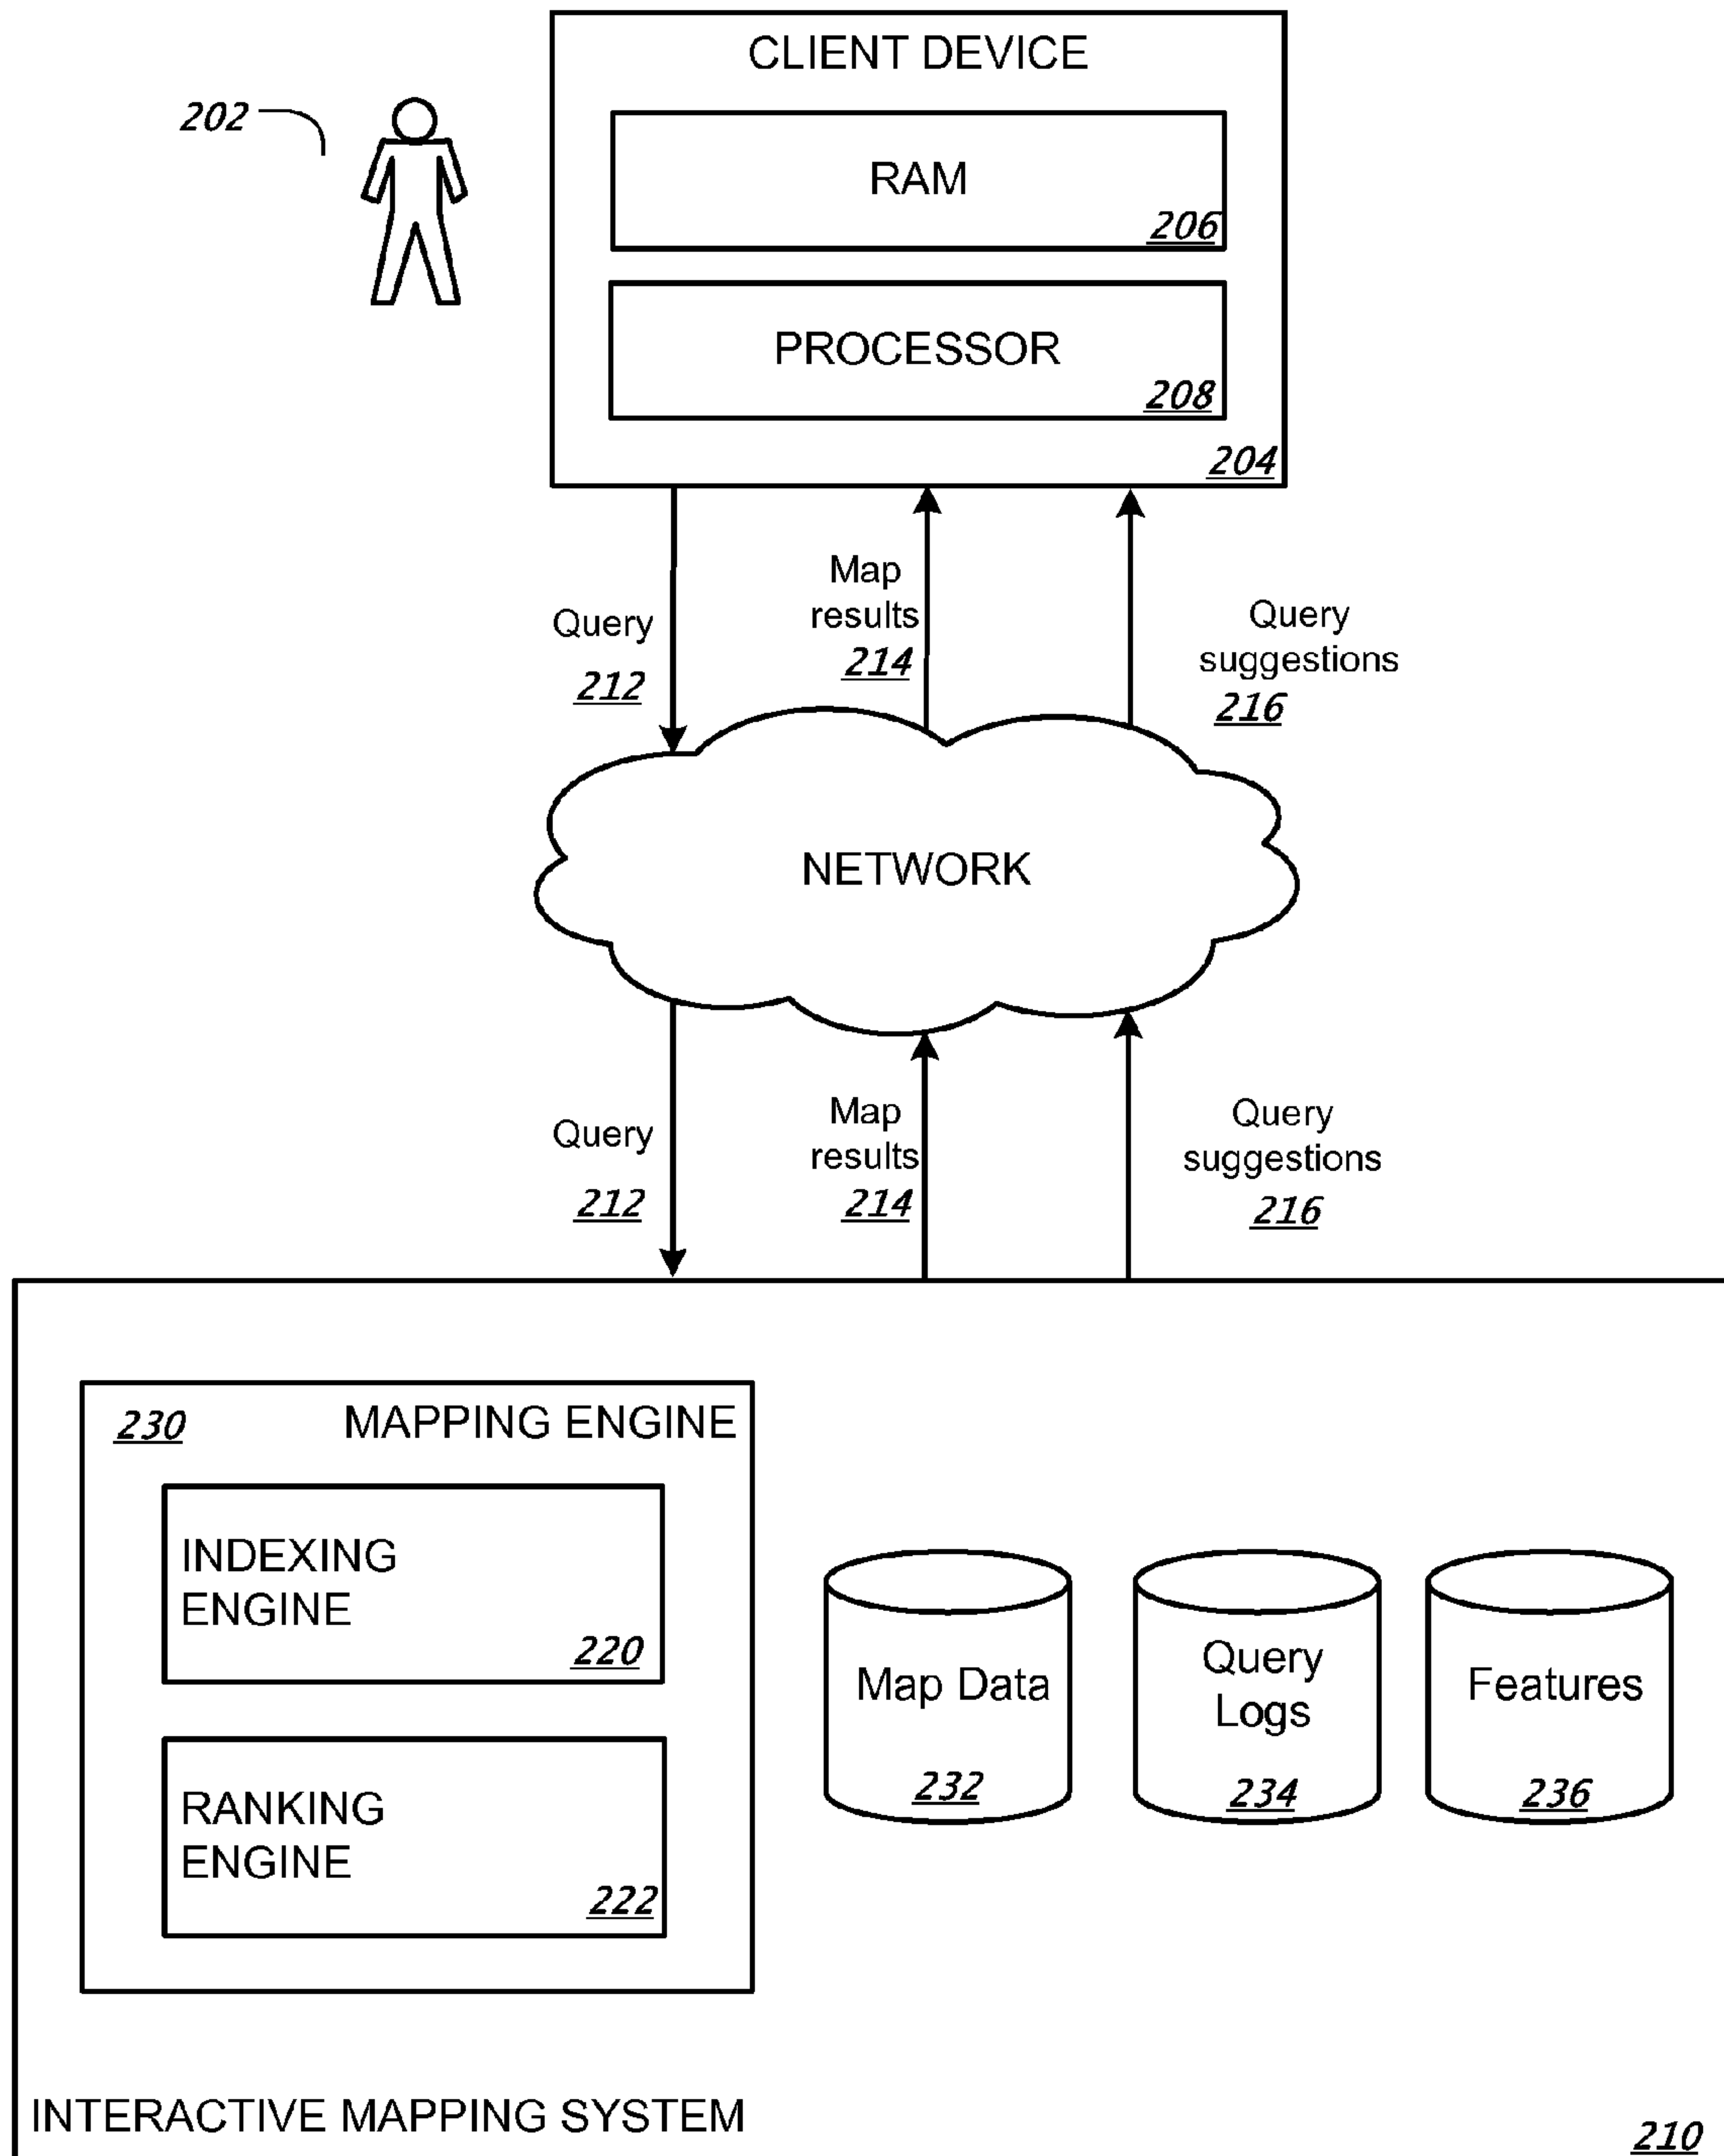 CLIENT DEVICE
202
RAM
206
PROCESSOR
208
204
Query
212
Map
results
214
Query
suggestions
216
NETWORK
Query
212
Map
results
214
Query
suggestions
216
230
MAPPING ENGINE
INDEXING
ENGINE
220
RANKING
ENGINE
222
Map Data
232
Query
Logs
234
Features
236
INTERACTIVE MAPPING SYSTEM
210